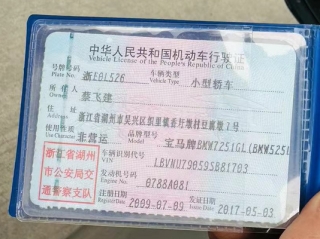 中华人民共和国机动车行驶证
Vehicle License of the People's Republic of China
号牌号码 浙EDL526 车辆类型 小型轿车
Plate No. Vehicle Type
所有人 蔡飞建
住址 浙江省湖州市吴兴区织里镇
使用性质 非营运 品牌型号 宝马牌BMW7251GL(BMW525I
浙江省湖州市公安局交通警察支队
车辆识别代号 LBVNU79059SB81703
VIN
发动机号码 0788A081
Engine No.
注册日期 2009-07-09 发证日期 2017-05-03
Register Date Issue Date